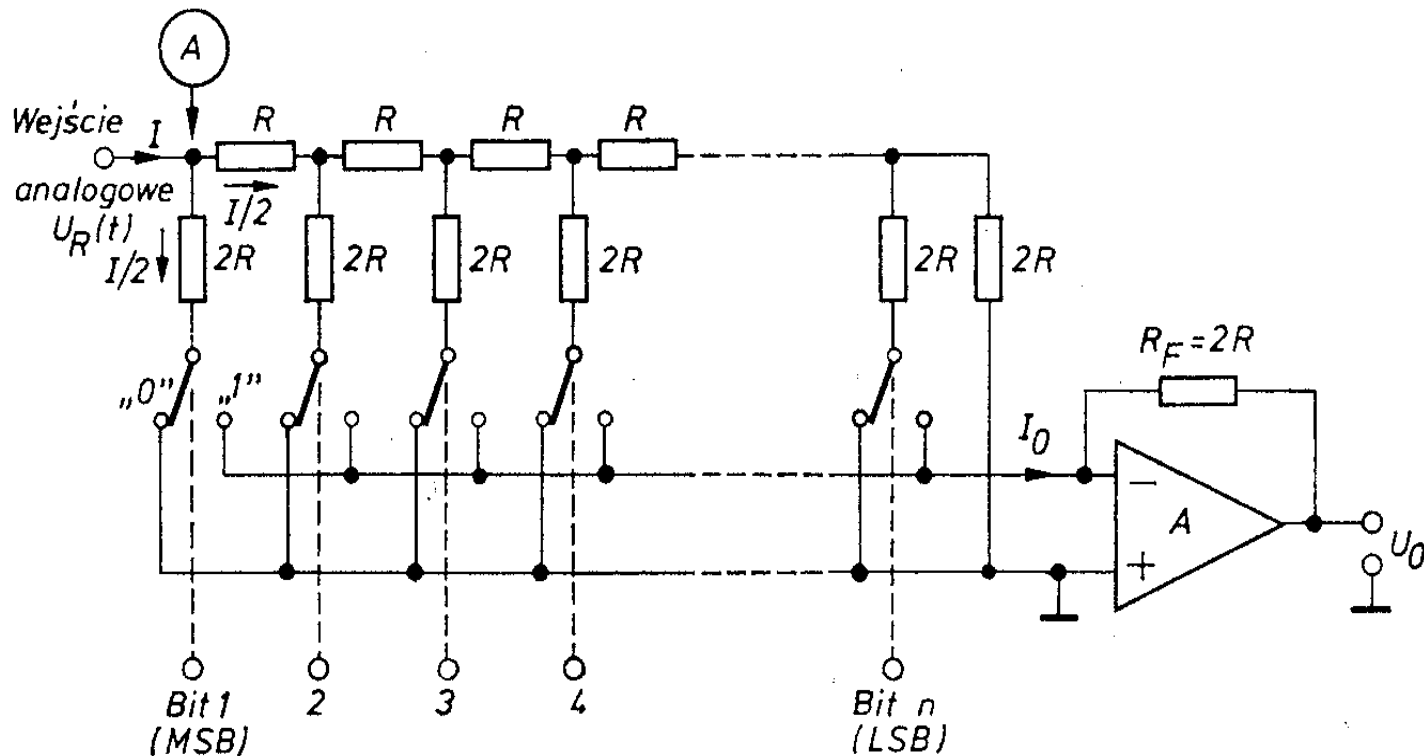 A
Wejście
I
analogowe
U_R(t)
R
R
R
R
I/2
I/2
2R
2R
2R
2R
2R
2R
R_F=2R
„0”
„1”
I_0
−
A
+
U_0
Bit 1
(MSB)
2
3
4
Bit n
(LSB)